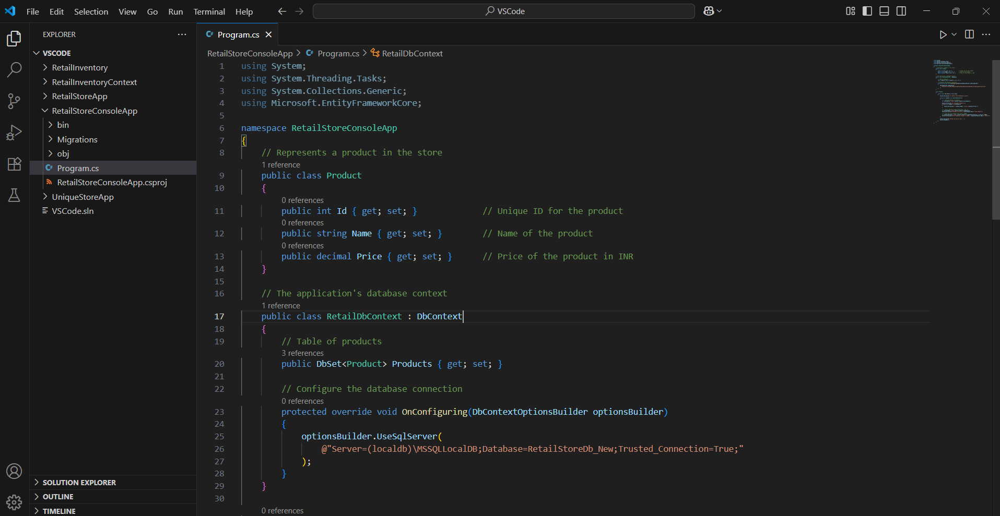 File Edit Selection View Go Run Terminal Help
VSCode
EXPLORER
VSCODE
RetailInventory
RetailInventoryContext
RetailStoreApp
RetailStoreConsoleApp
bin
Migrations
obj
Program.cs
RetailStoreConsoleApp.csproj
UniqueStoreApp
VSCode.sln
SOLUTION EXPLORER
OUTLINE
TIMELINE
Program.cs
RetailStoreConsoleApp > Program.cs > RetailDbContext
1 using System;
2 using System.Threading.Tasks;
3 using System.Collections.Generic;
4 using Microsoft.EntityFrameworkCore;
5
6 namespace RetailStoreConsoleApp
7 {
8 // Represents a product in the store
1 reference
9 public class Product
10 {
0 references
11 public int Id { get; set; } // Unique ID for the product
0 references
12 public string Name { get; set; } // Name of the product
0 references
13 public decimal Price { get; set; } // Price of the product in INR
14 }
15
16 // The application's database context
1 reference
17 public class RetailDbContext : DbContext
18 {
19 // Table of products
3 references
20 public DbSet<Product> Products { get; set; }
21
22 // Configure the database connection
0 references
23 protected override void OnConfiguring(DbContextOptionsBuilder optionsBuilder)
24 {
25 optionsBuilder.UseSqlServer(
26 @"Server=(localdb)\MSSQLLocalDB;Database=RetailStoreDb_New;Trusted_Connection=True;"
27 );
28 }
29 }
30
0 references